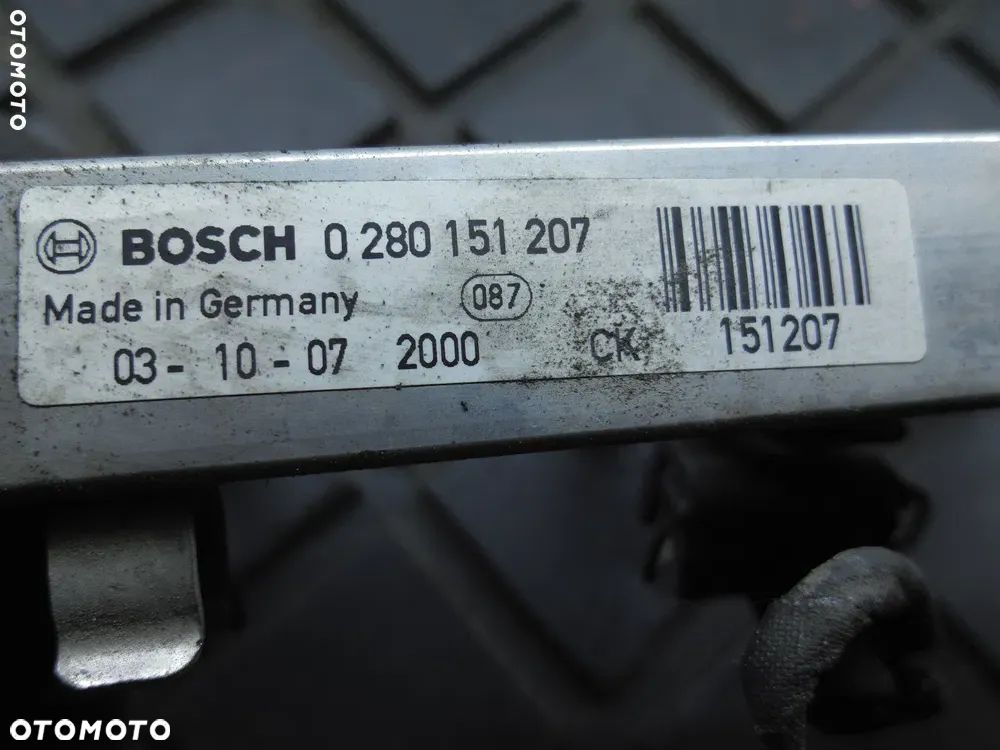 OTOMOTO
BOSCH 0 280 151 207
Made in Germany 087
03- 10 - 07 2000 CK 151207
OTOMOTO